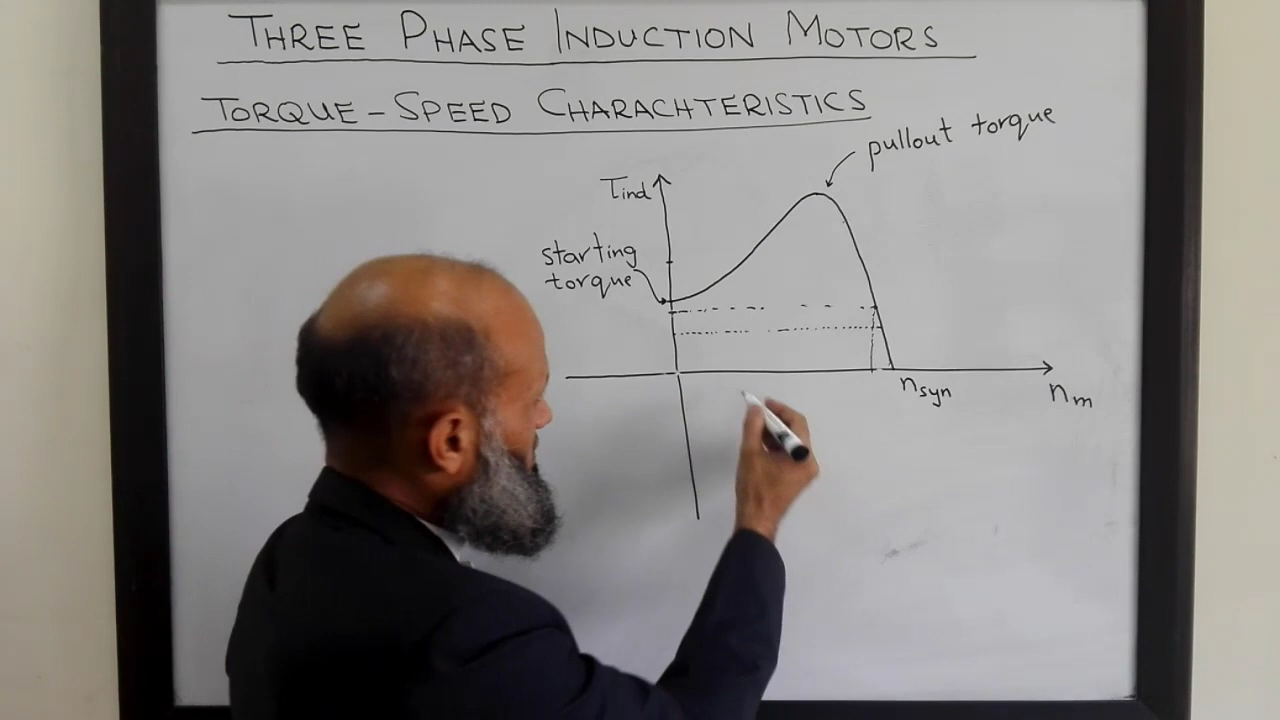 THREE PHASE INDUCTION MOTORS
TORQUE-SPEED CHARACHTERISTICS
pullout torque
Tind
starting
torque
nsyn
nm